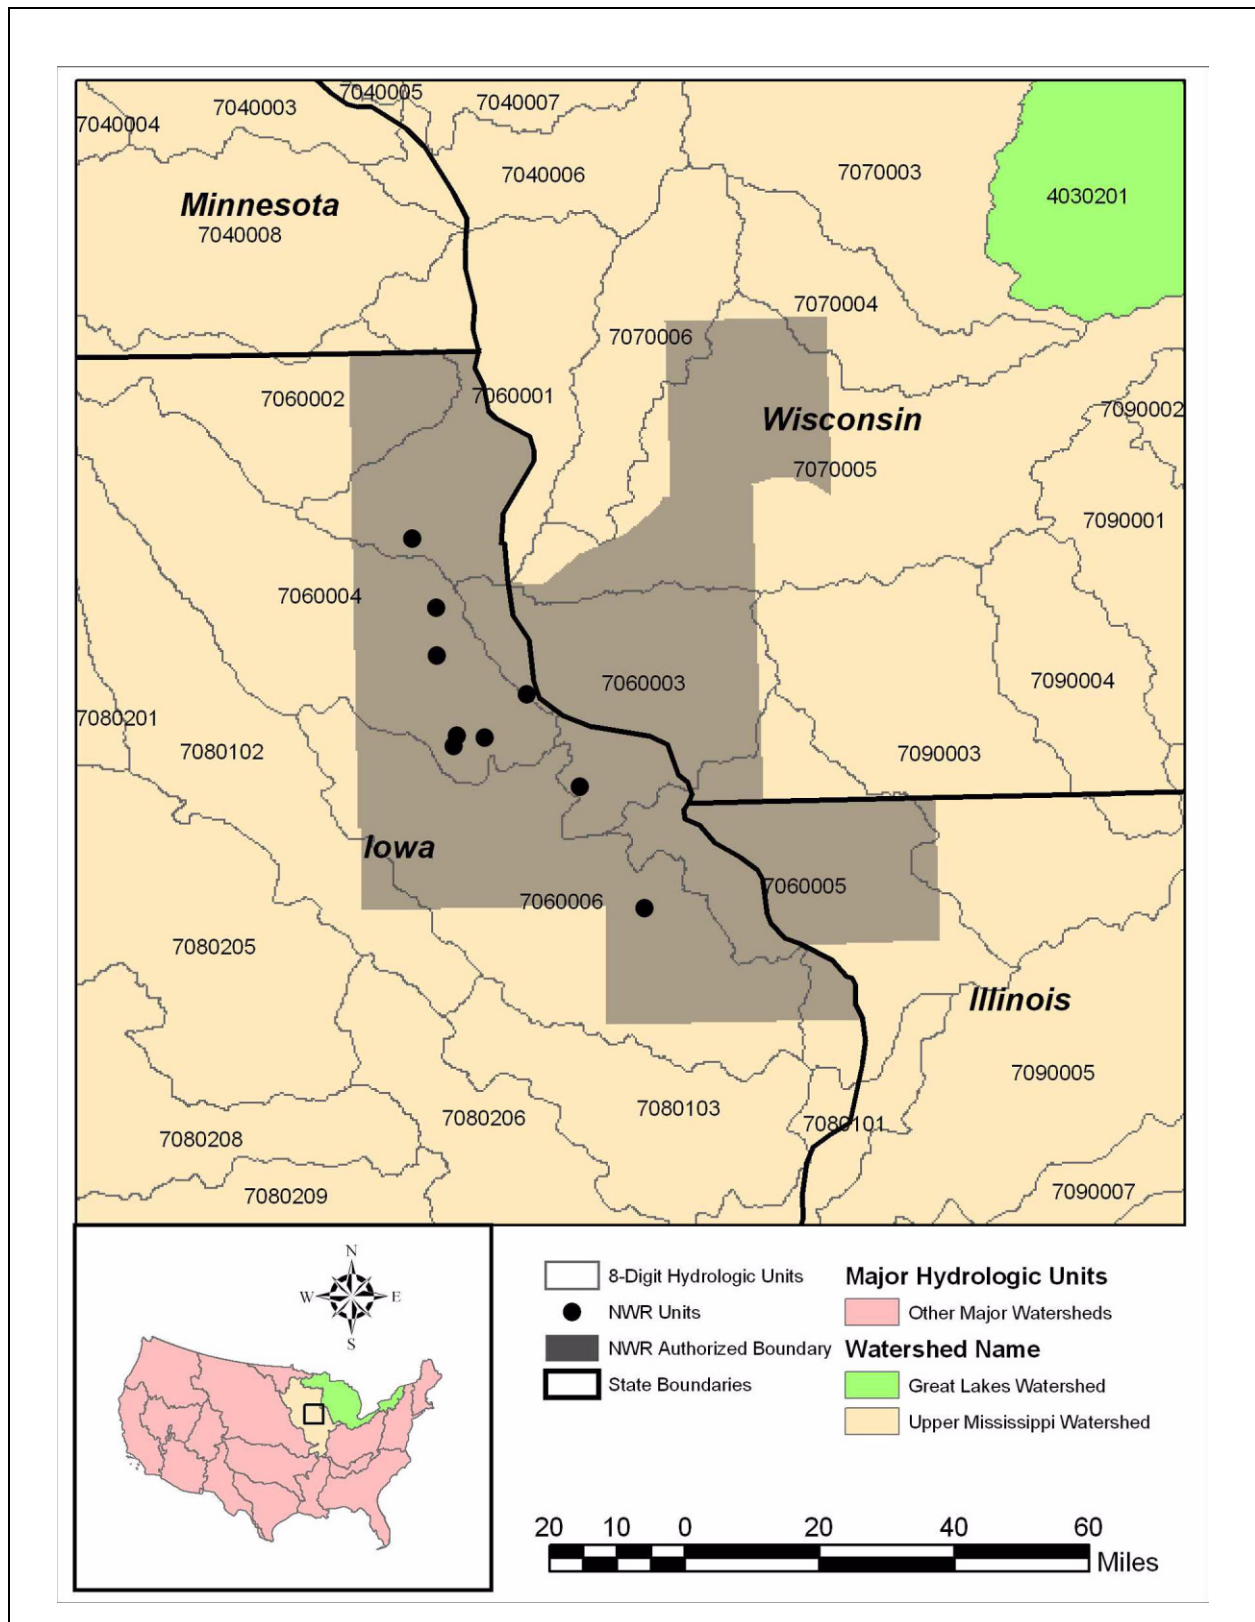 7040005
7040003
7040007
7040004
7040006
7070003
4030201
Minnesota
7040008
7070004
7070006
7060002
7060001
7090002
Wisconsin
7070005
7090001
7060004
7060003
7090004
7080201
7080102
7090003
Iowa
7060005
7060006
7080205
Illinois
7090005
7080206
7080103
7080101
7080208
7080209
7090007
N
W
E
S
8-Digit Hydrologic Units
NWR Units
NWR Authorized Boundary
State Boundaries
Major Hydrologic Units
Other Major Watersheds
Watershed Name
Great Lakes Watershed
Upper Mississippi Watershed
20 10 0 20 40 60
Miles